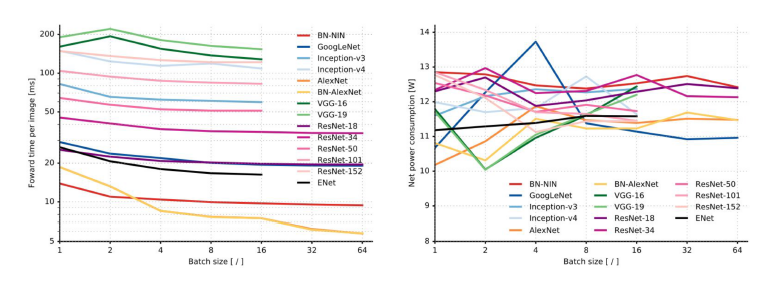 200
100
50
20
10
5
1
2
4
8
16
32
64
Foward time per image [ms]
Batch size [ / ]
BN-NIN
GoogLeNet
Inception-v3
Inception-v4
AlexNet
BN-AlexNet
VGG-16
VGG-19
ResNet-18
ResNet-34
ResNet-50
ResNet-101
ResNet-152
ENet
14
13
12
11
10
9
8
1
2
4
8
16
32
64
Net power consumption [W]
Batch size [ / ]
BN-NIN
GoogLeNet
Inception-v3
Inception-v4
AlexNet
BN-AlexNet
VGG-16
VGG-19
ResNet-18
ResNet-34
ResNet-50
ResNet-101
ResNet-152
ENet